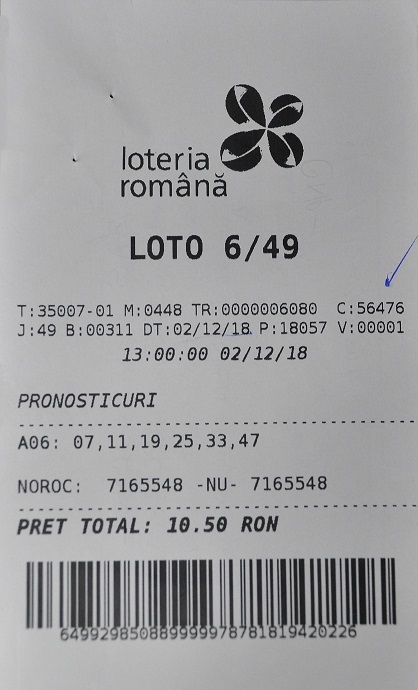 loteria
română
LOTO 6/49
T:35007-01 M:0448 TR:0000006080 C:56476
J:49 B:00311 DT:02/12/18 P:18057 V:00001
13:00:00 02/12/18
PRONOSTICURI
A06: 07,11,19,25,33,47
NOROC: 7165548 -NU- 7165548
PRET TOTAL: 10.50 RON
64992985088999997878181942022​6